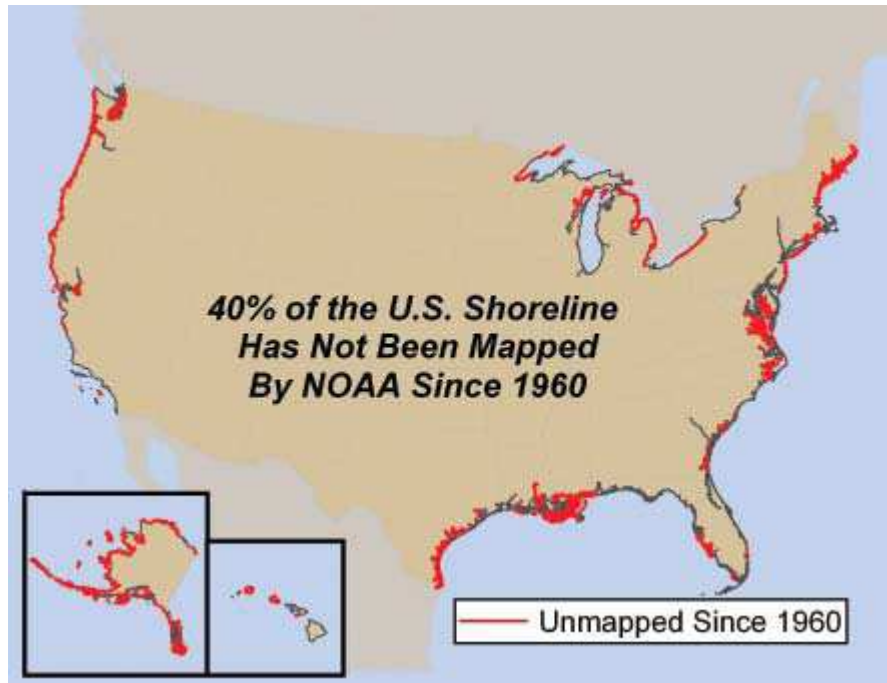 40% of the U.S. Shoreline
Has Not Been Mapped
By NOAA Since 1960
Unmapped Since 1960